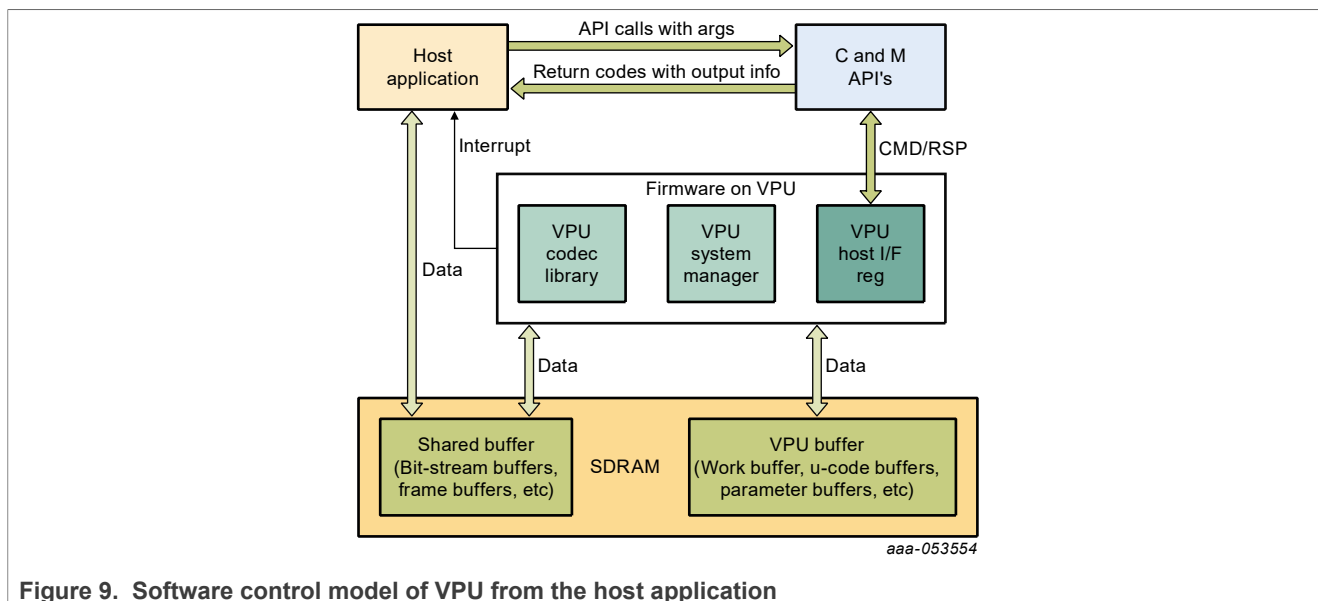 API calls with args
Host
application
C and M
API's
Return codes with output info
Interrupt
CMD/RSP
Firmware on VPU
VPU
codec
library
VPU
system
manager
VPU
host I/F
reg
Data
Data
Data
Shared buffer
(Bit-stream buffers,
frame buffers, etc)
SDRAM
VPU buffer
(Work buffer, u-code buffers,
parameter buffers, etc)
aaa-053554
Figure 9. Software control model of VPU from the host application